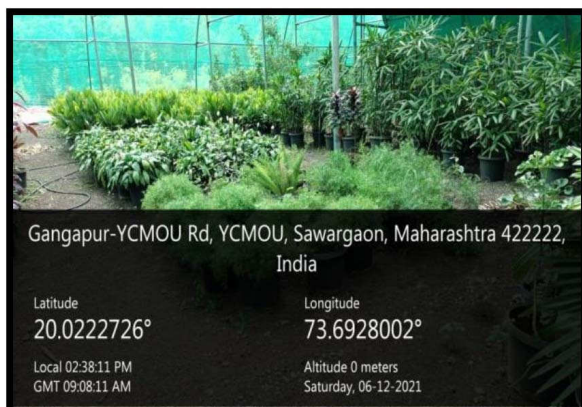 Gangapur-YCMOU Rd, YCMOU, Sawargaon, Maharashtra 422222,
India
Latitude
20.0222726°
Longitude
73.6928002°
Local 02:38:11 PM
GMT 09:08:11 AM
Altitude 0 meters
Saturday, 06-12-2021